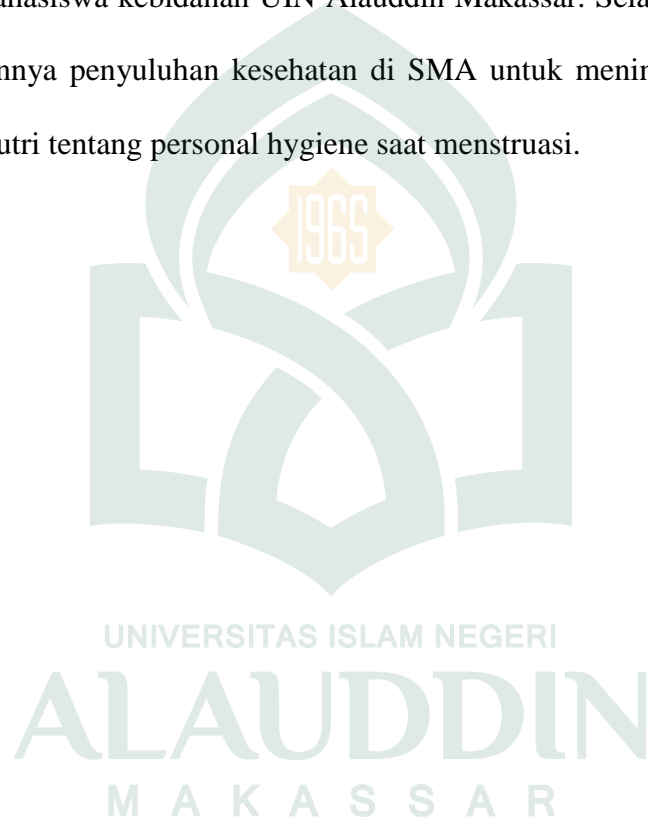 ahasiswa kebidanan UIN Alauddin Makassar. Sela
nnya penyuluhan kesehatan di SMA untuk menin
utri tentang personal hygiene saat menstruasi.
1965
UNIVERSITAS ISLAM NEGERI
ALAUDDIN
MAKASSAR